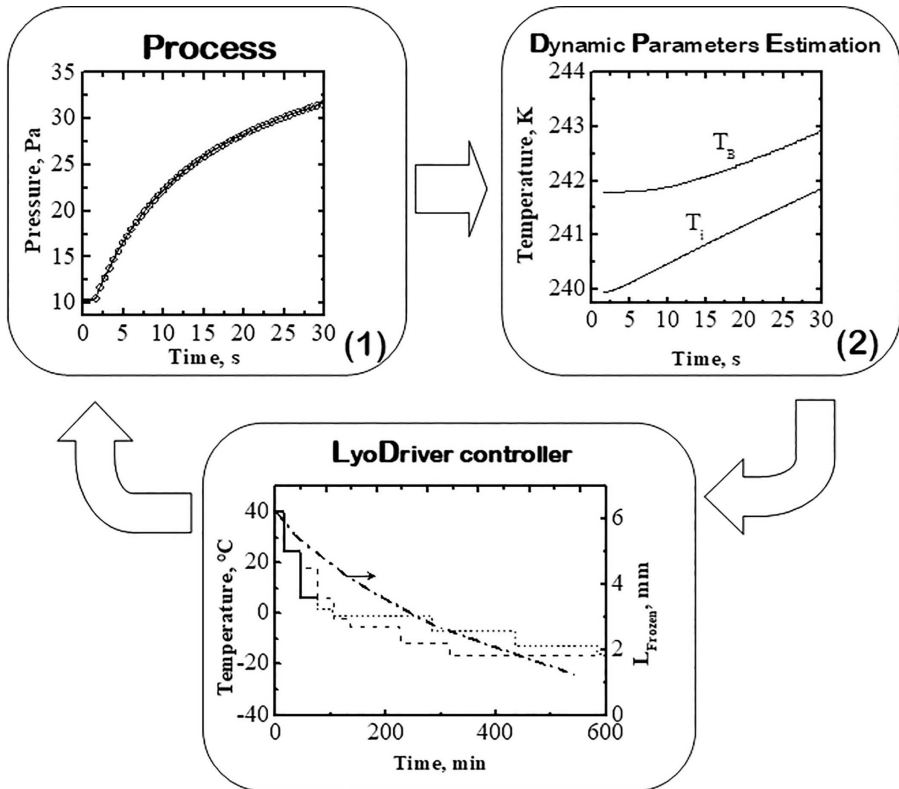 Process
35
30
25
20
15
10
Pressure, Pa
0 5 10 15 20 25 30
Time, s
(1)
Dynamic Parameters Estimation
244
243
242
241
240
Temperature, K
T_B
T_i
0 5 10 15 20 25 30
Time, s
(2)
LyoDriver controller
40
20
0
-20
-40
Temperature, °C
6
4
2
0
L_Frozen, mm
0 200 400 600
Time, min